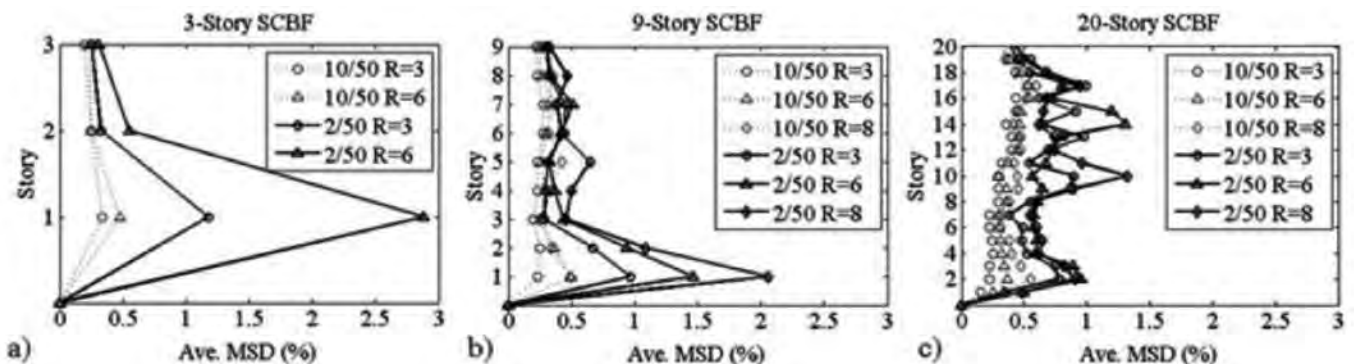 3-Story SCBF
3
2
1
0
Story
0 0.5 1 1.5 2 2.5 3
Ave. MSD (%)
10/50 R=3
10/50 R=6
2/50 R=3
2/50 R=6
a)
9-Story SCBF
9
8
7
6
5
4
3
2
1
0
Story
0 0.5 1 1.5 2 2.5 3
Ave. MSD (%)
10/50 R=3
10/50 R=6
10/50 R=8
2/50 R=3
2/50 R=6
2/50 R=8
b)
20-Story SCBF
20
18
16
14
12
10
8
6
4
2
0
Story
0 0.5 1 1.5 2 2.5 3
Ave. MSD (%)
10/50 R=3
10/50 R=6
10/50 R=8
2/50 R=3
2/50 R=6
2/50 R=8
c)